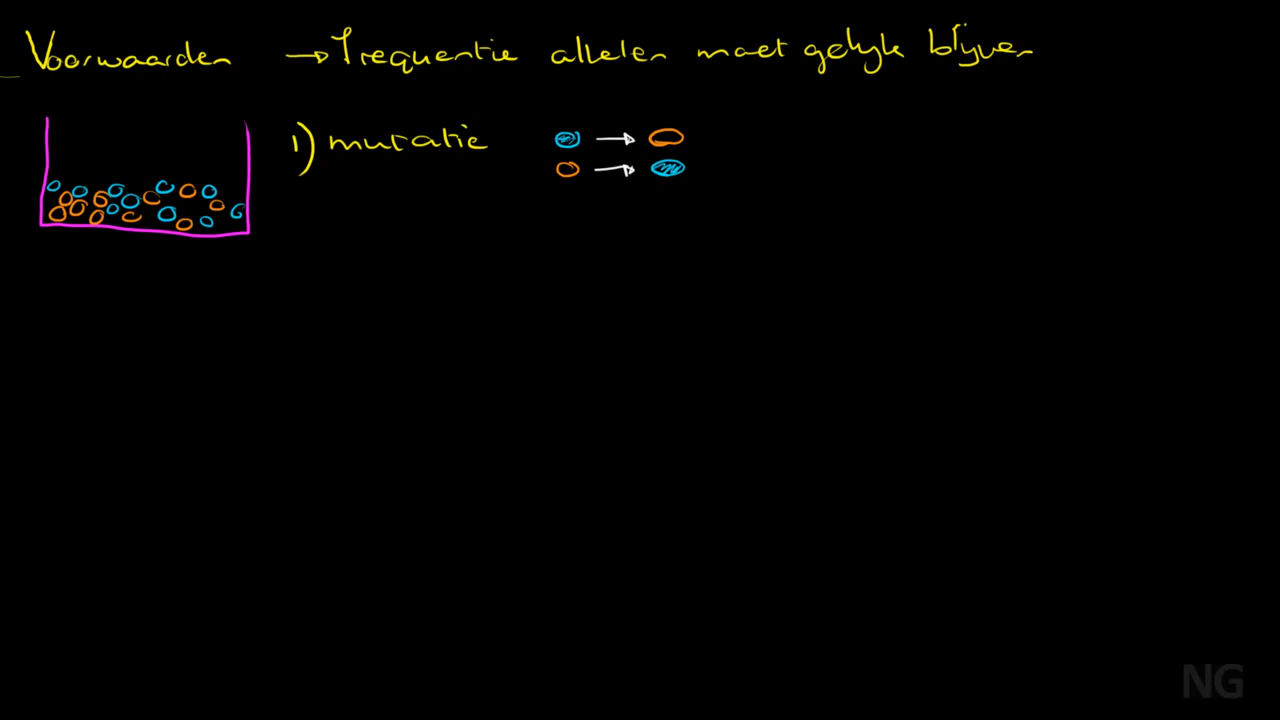 Voorwaarden → Frequentie allelen moet gelijk blijven
1) mutatie
NG